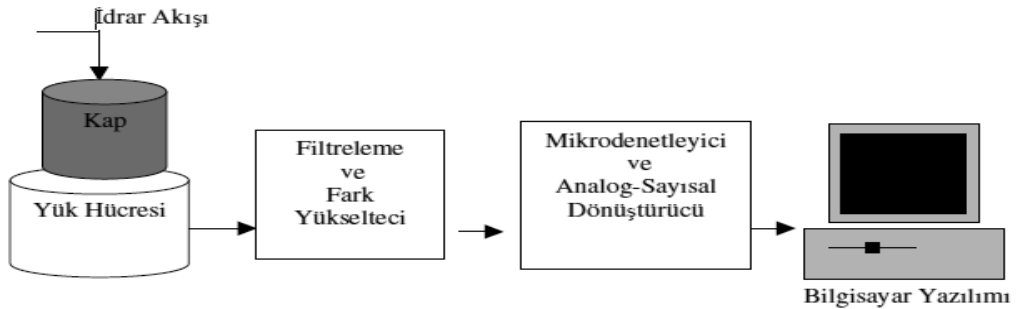 İdrar Akışı
Kap
Yük Hücresi
Filtreleme
ve
Fark
Yükselteci
Mikrodenetleyici
ve
Analog-Sayısal
Dönüştürücü
Bilgisayar Yazılımı